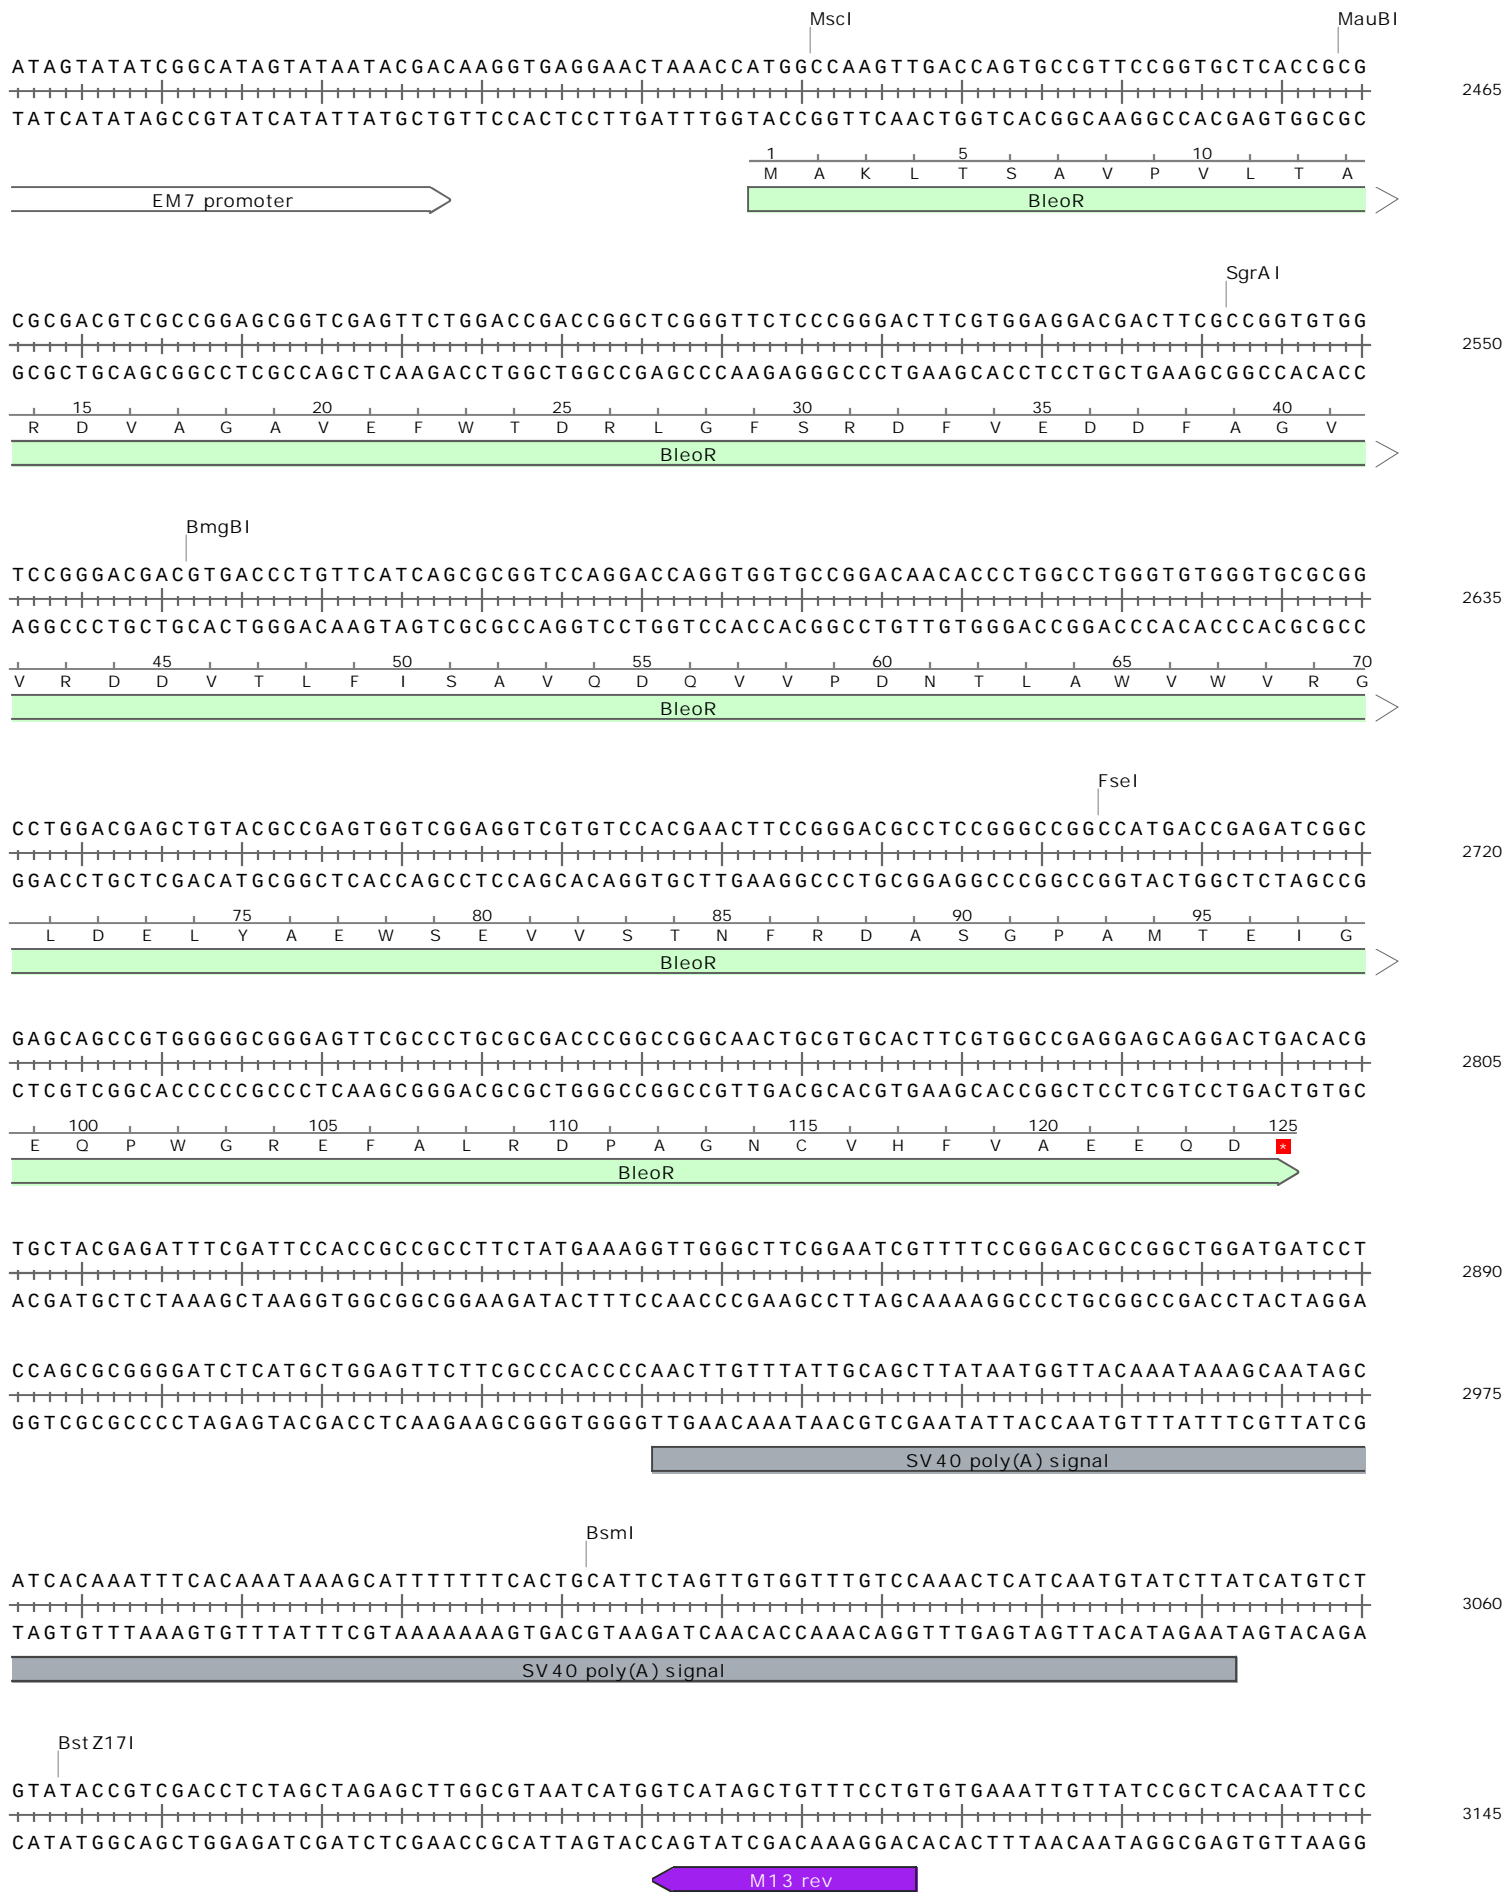 MscI MauBI
ATAGTATATCGGCATAGTATAATACGACAAGGTGAGGAACTAAACCATGGCCAAGTTGACCAGTGCCGTTCCGGTGCTCACCGCG
2465
TATCATATAGCCGTATCATATTATGCTGTTCCACTCCTTGATTTGGTACCGGTTCAACTGGTCACGGCAAGGCCACGAGTGGCGC
1 5 10
M A K L T S A V P V L T A
EM7 promoter BleoR
SgrAI
CGCGACGTCGCCGGAGCGGTCGAGTTCTGGACCGACCGGCTCGGGTTCTCCCGGGACTTCGTGGAGGACGACTTCGCCGGTGTGG
2550
GCGCTGCAGCGGCCTCGCCAGCTCAAGACCTGGCTGGCCGAGCCCAAGAGGGCCCTGAAGCACCTCCTGCTGAAGCGGCCACACC
15 20 25 30 35 40
R D V A G A V E F W T D R L G F S R D F V E D D F A G V
BleoR
BmgBI
TCCGGGACGACGTGACCCTGTTCATCAGCGCGGTCCAGGACCAGGTGGTGCCGGACAACACCCTGGCCTGGGTGTGGGTGCGCGG
2635
AGGCCCTGCTGCACTGGGACAAGTAGTCGCGCCAGGTCCTGGTCCACCACGGCCTGTTGTGGGACCGGACCCACACCCACGCGCC
45 50 55 60 65 70
V R D D V T L F I S A V Q D Q V V P D N T L A W V W V R G
BleoR
FseI
CCTGGACGAGCTGTACGCCGAGTGGTCGGAGGTCGTGTCCACGAACTTCCGGGACGCCTCCGGGCCGGCCATGACCGAGATCGGC
2720
GGACCTGCTCGACATGCGGCTCACCAGCCTCCAGCACAGGTGCTTGAAGGCCCTGCGGAGGCCCGGCCGGTACTGGCTCTAGCCG
75 80 85 90 95
L D E L Y A E W S E V V S T N F R D A S G P A M T E I G
BleoR
GAGCAGCCGTGGGGGCGGGAGTTCGCCCTGCGCGACCCGGCCGGCAACTGCGTGCACTTCGTGGCCGAGGAGCAGGACTGACACG
2805
CTCGTCGGCACCCCCGCCCTCAAGCGGGACGCGCTGGGCCGGCCGTTGACGCACGTGAAGCACCGGCTCCTCGTCCTGACTGTGC
100 105 110 115 120 125
E Q P W G R E F A L R D P A G N C V H F V A E E Q D *
BleoR
TGCTACGAGATTTCGATTCCACCGCCGCCTTCTATGAAAGGTTGGGCTTCGGAATCGTTTTCCGGGACGCCGGCTGGATGATCCT
2890
ACGATGCTCTAAAGCTAAGGTGGCGGCGGAAGATACTTTCCAACCCGAAGCCTTAGCAAAAGGCCCTGCGGCCGACCTACTAGGA
CCAGCGCGGGGATCTCATGCTGGAGTTCTTCGCCCACCCCAACTTGTTTATTGCAGCTTATAATGGTTACAAATAAAGCAATAGC
2975
GGTCGCGCCCCTAGAGTACGACCTCAAGAAGCGGGTGGGGTTGAACAAATAACGTCGAATATTACCAATGTTTATTTCGTTATCG
SV40 poly(A) signal
BsmI
ATCACAAATTTCACAAATAAAGCATTTTTTTCACTGCATTCTAGTTGTGGTTTGTCCAAACTCATCAATGTATCTTATCATGTCT
3060
TAGTGTTTAAAGTGTTTATTTCGTAAAAAAAGTGACGTAAGATCAACACCAAACAGGTTTGAGTAGTTACATAGAATAGTACAGA
SV40 poly(A) signal
BstZ17I
GTATACCGTCGACCTCTAGCTAGAGCTTGGCGTAATCATGGTCATAGCTGTTTCCTGTGTGAAATTGTTATCCGCTCACAATTCC
3145
CATATGGCAGCTGGAGATCGATCTCGAACCGCATTAGTACCAGTATCGACAAAGGACACACTTTAACAATAGGCGAGTGTTAAGG
M13 rev